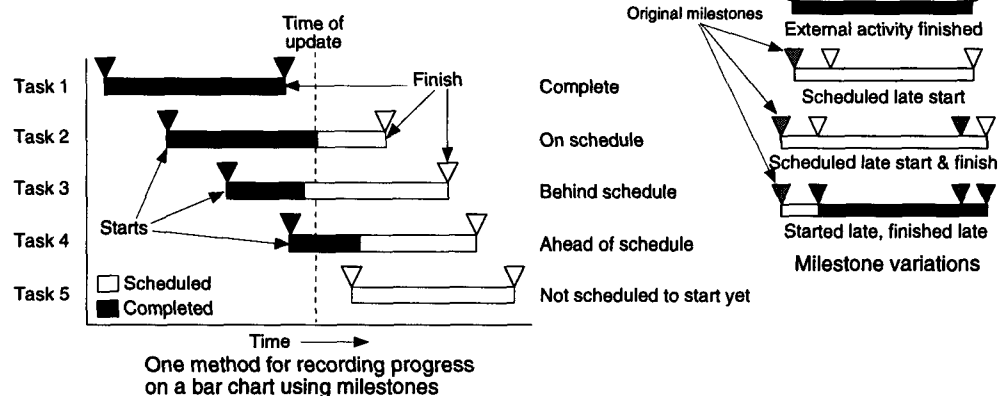 Time of
update
Task 1
Finish
Complete
Task 2
On schedule
Task 3
Behind schedule
Starts
Task 4
Ahead of schedule
Scheduled
Completed
Task 5
Not scheduled to start yet
Time
One method for recording progress
on a bar chart using milestones
Original milestones
External activity finished
Scheduled late start
Scheduled late start & finish
Started late, finished late
Milestone variations